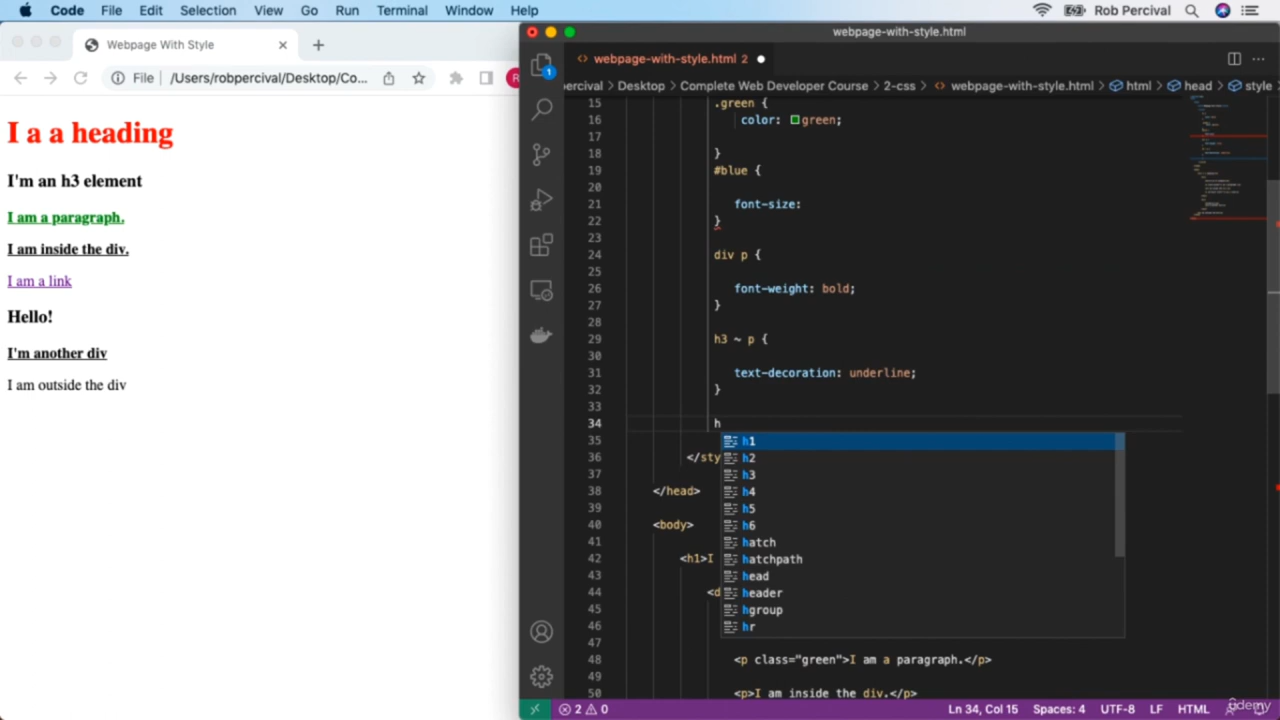 Code File Edit Selection View Go Run Terminal Window Help Rob Percival
Webpage With Style
File /Users/robpercival/Desktop/Co...
I a a heading
I'm an h3 element
I am a paragraph.
I am inside the div.
I am a link
Hello!
I'm another div
I am outside the div
webpage-with-style.html
webpage-with-style.html 2
percival > Desktop > Complete Web Developer Course > 2-css > webpage-with-style.html > html > head > style
1
15 .green {
16 color: green;
17
18 }
19 #blue {
20
21 font-size:
22 }
23
24 div p {
25
26 font-weight: bold;
27 }
28
29 h3 ~ p {
30
31 text-decoration: underline;
32 }
33
34 h
35 h1
36 </sty h2
37 h3
38 </head> h4
39 h5
40 <body> h6
41 hatch
42 <h1>I hatchpath
43 head
44 <d header
45 hgroup
46 hr
47
48 <p class="green">I am a paragraph.</p>
49
50 <p>I am inside the div.</p>
2 0 Ln 34, Col 15 Spaces: 4 UTF-8 LF HTML
ûdemy